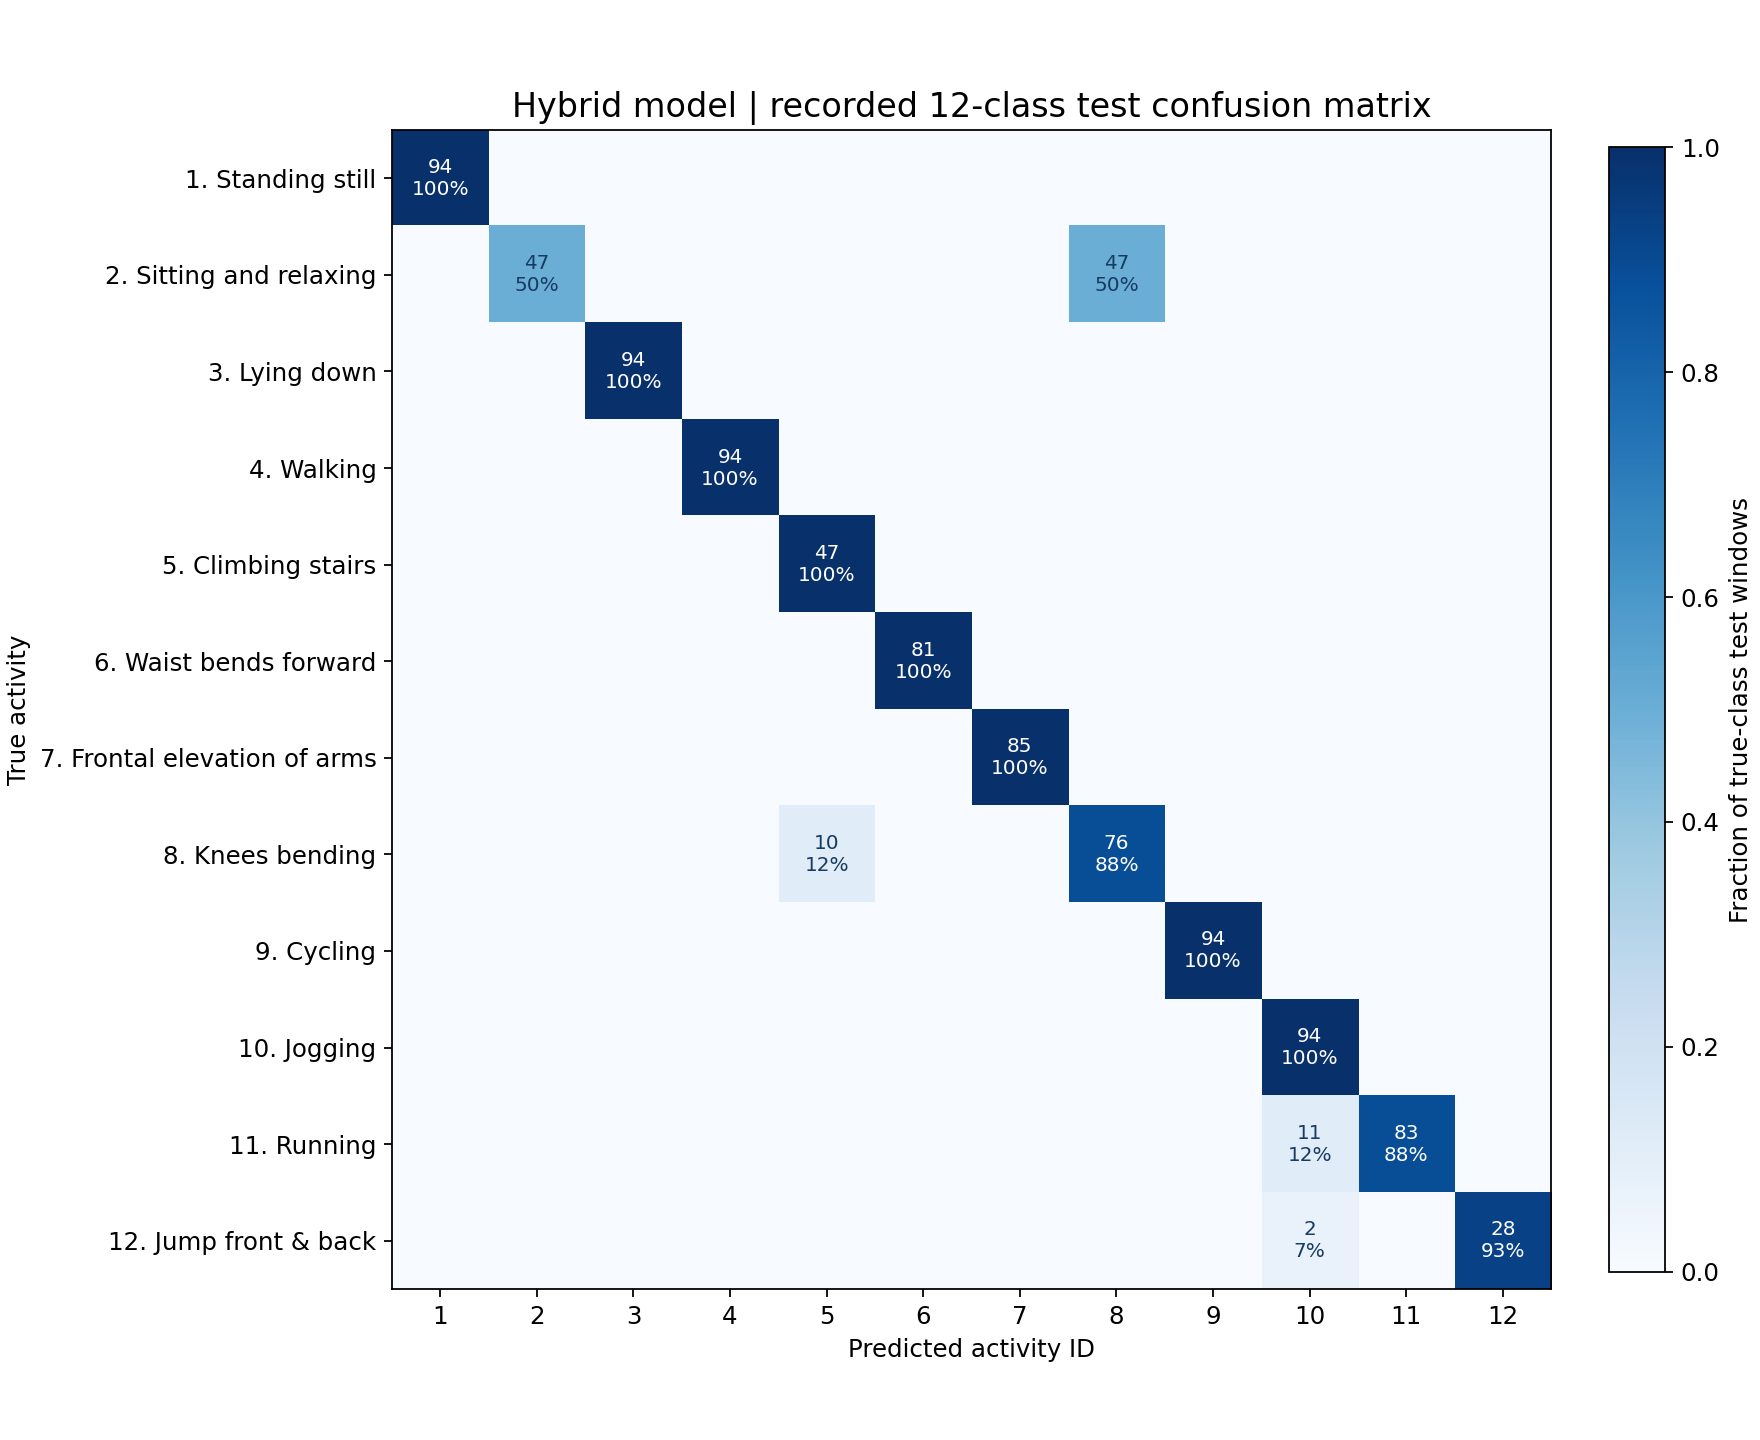 Hybrid model | recorded 12-class test confusion matrix
1. Standing still
94
100%
2. Sitting and relaxing
47
50%
47
50%
3. Lying down
94
100%
4. Walking
94
100%
5. Climbing stairs
47
100%
6. Waist bends forward
81
100%
7. Frontal elevation of arms
85
100%
8. Knees bending
10
12%
76
88%
9. Cycling
94
100%
10. Jogging
94
100%
11. Running
11
12%
83
88%
12. Jump front & back
2
7%
28
93%
True activity
1 2 3 4 5 6 7 8 9 10 11 12
Predicted activity ID
1.0
0.8
0.6
0.4
0.2
0.0
Fraction of true-class test windows